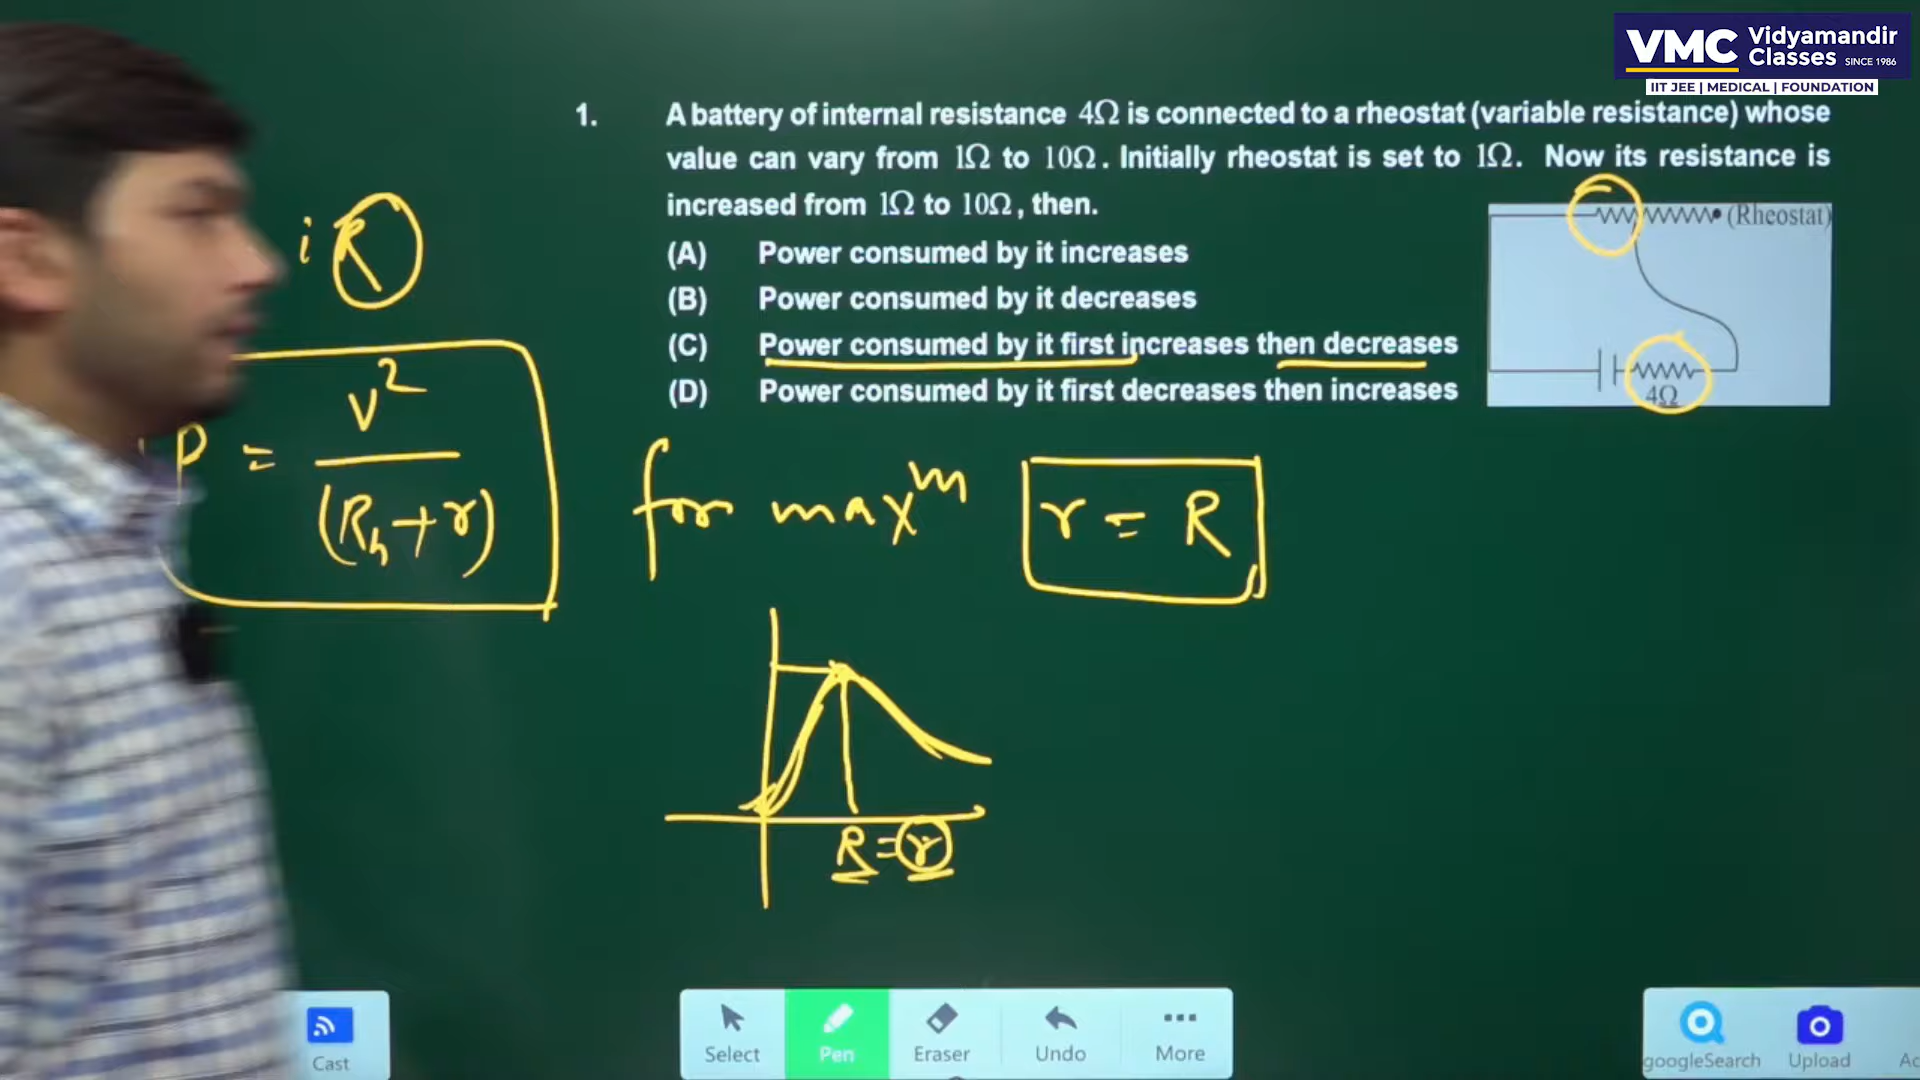 VMC Vidyamandir Classes SINCE 1986
IIT JEE | MEDICAL | FOUNDATION
1. A battery of internal resistance 4Ω is connected to a rheostat (variable resistance) whose
value can vary from 1Ω to 10Ω. Initially rheostat is set to 1Ω. Now its resistance is
increased from 1Ω to 10Ω, then.
(A) Power consumed by it increases
(B) Power consumed by it decreases
(C) Power consumed by it first increases then decreases
(D) Power consumed by it first decreases then increases
(Rheostat)
4Ω
i R
P = V²/(Rh+r)
for maxᵐ r = R
R = r
Cast
Select Pen Eraser Undo More
googleSearch Upload